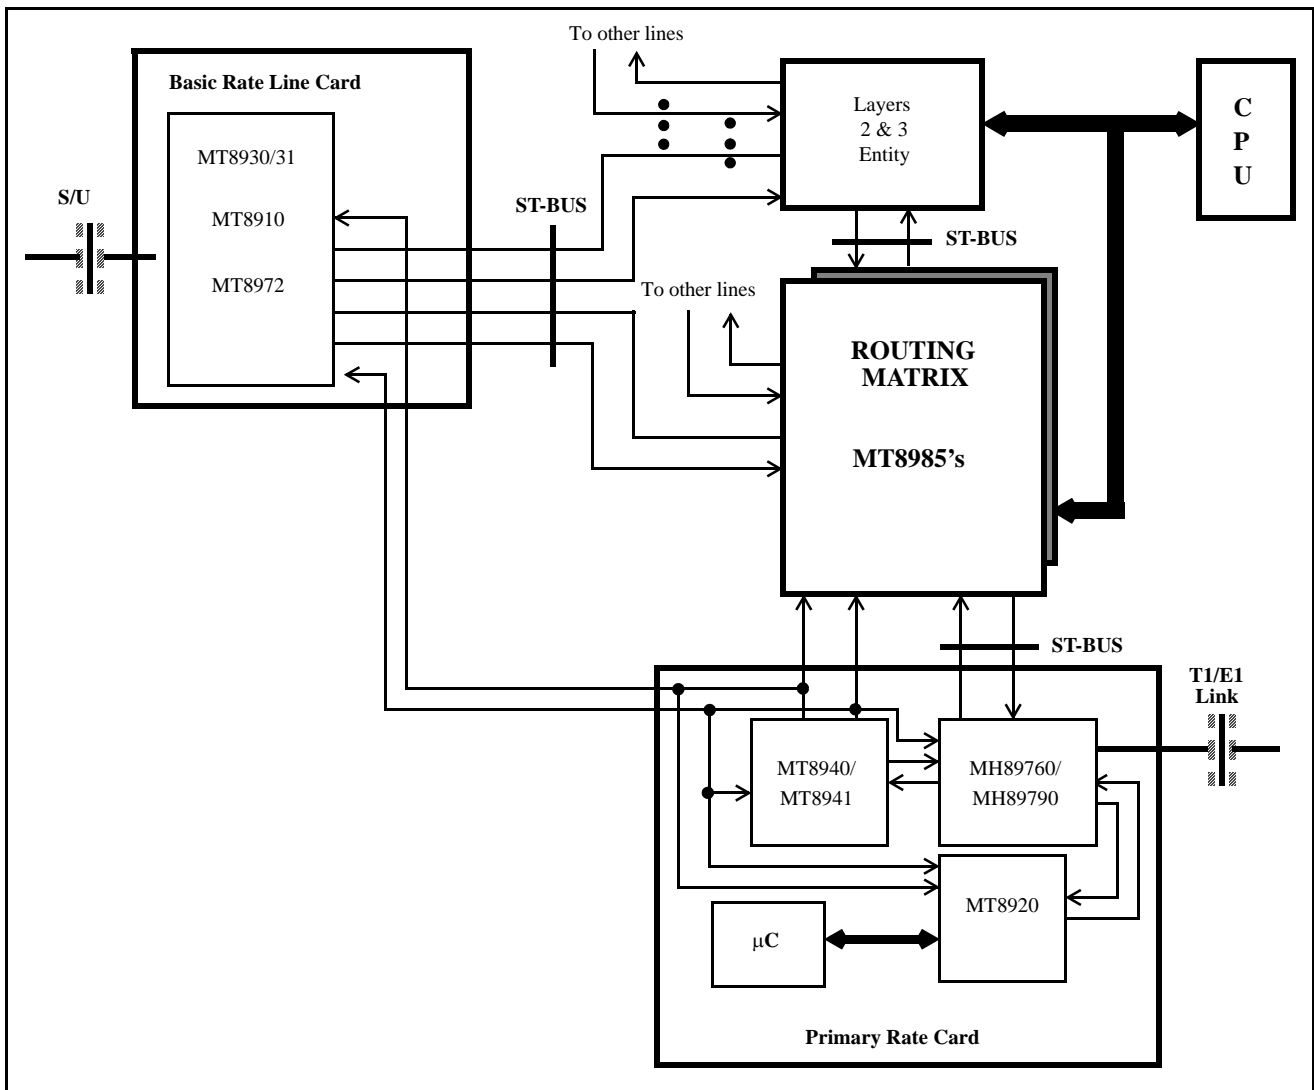 To other lines
Basic Rate Line Card
MT8930/31
MT8910
MT8972
S/U
ST-BUS
Layers
2 & 3
Entity
C
P
U
ST-BUS
To other lines
ROUTING
MATRIX
MT8985's
ST-BUS
T1/E1
Link
MT8940/
MT8941
MH89760/
MH89790
MT8920
μC
Primary Rate Card